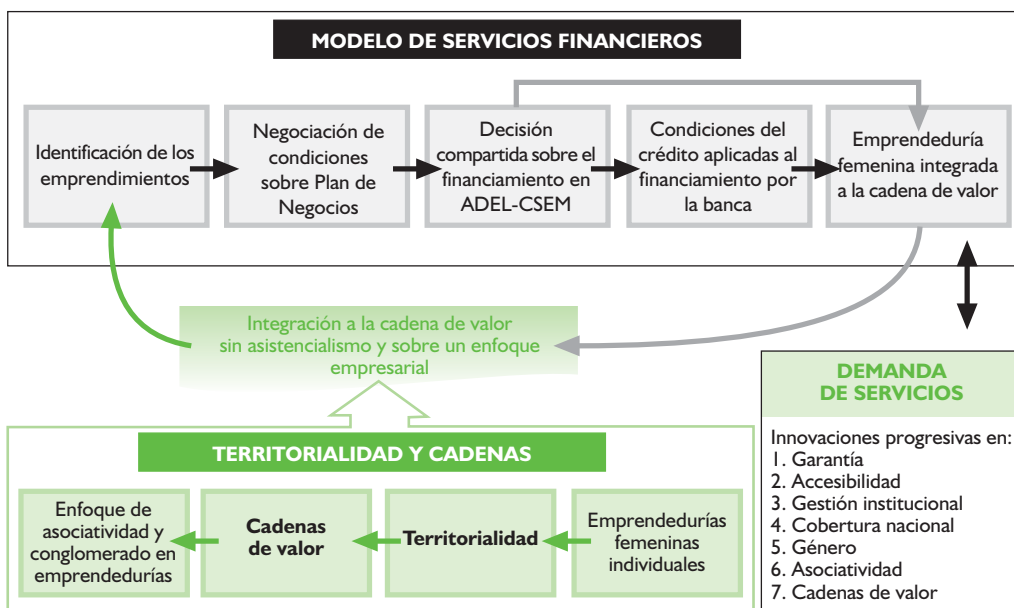 MODELO DE SERVICIOS FINANCIEROS
Identificación de los
emprendimientos
Negociación de
condiciones
sobre Plan de
Negocios
Decisión
compartida sobre el
financiamiento en
ADEL-CSEM
Condiciones del
crédito aplicadas al
financiamiento por
la banca
Emprendeduría
femenina integrada
a la cadena de valor
Integración a la cadena de valor
sin asistencialismo y sobre un enfoque
empresarial
TERRITORIALIDAD Y CADENAS
Enfoque de
asociatividad y
conglomerado en
emprendedurías
Cadenas
de valor
Territorialidad
Emprendedurías
femeninas
individuales
DEMANDA
DE SERVICIOS
Innovaciones progresivas en:
1. Garantía
2. Accesibilidad
3. Gestión institucional
4. Cobertura nacional
5. Género
6. Asociatividad
7. Cadenas de valor